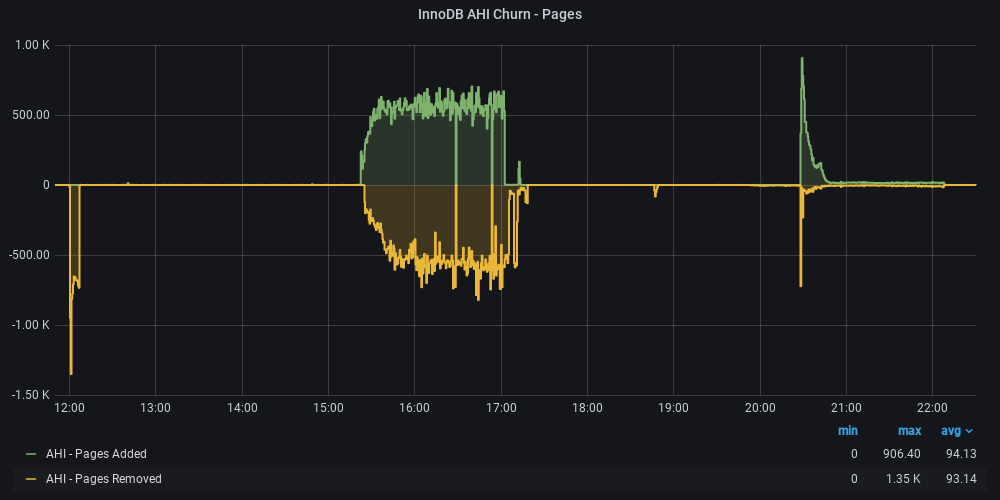 InnoDB AHI Churn - Pages
1.00 K
500.00
0
-500.00
-1.00 K
-1.50 K
12:00 13:00 14:00 15:00 16:00 17:00 18:00 19:00 20:00 21:00 22:00
min max avg
AHI - Pages Added 0 906.40 94.13
AHI - Pages Removed 0 1.35 K 93.14